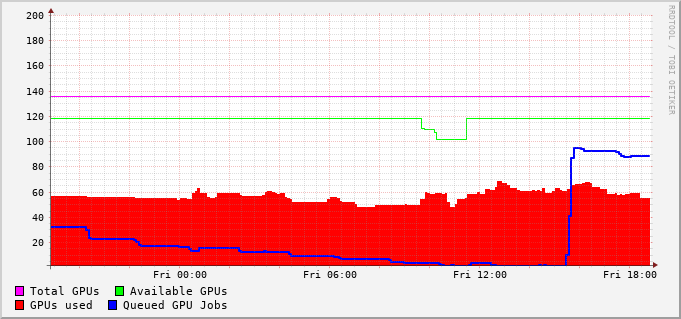 200
180
160
140
120
100
80
60
40
20
Fri 00:00 Fri 06:00 Fri 12:00 Fri 18:00
Total GPUs Available GPUs
GPUs used Queued GPU Jobs
RRDTOOL / TOBI OETIKER